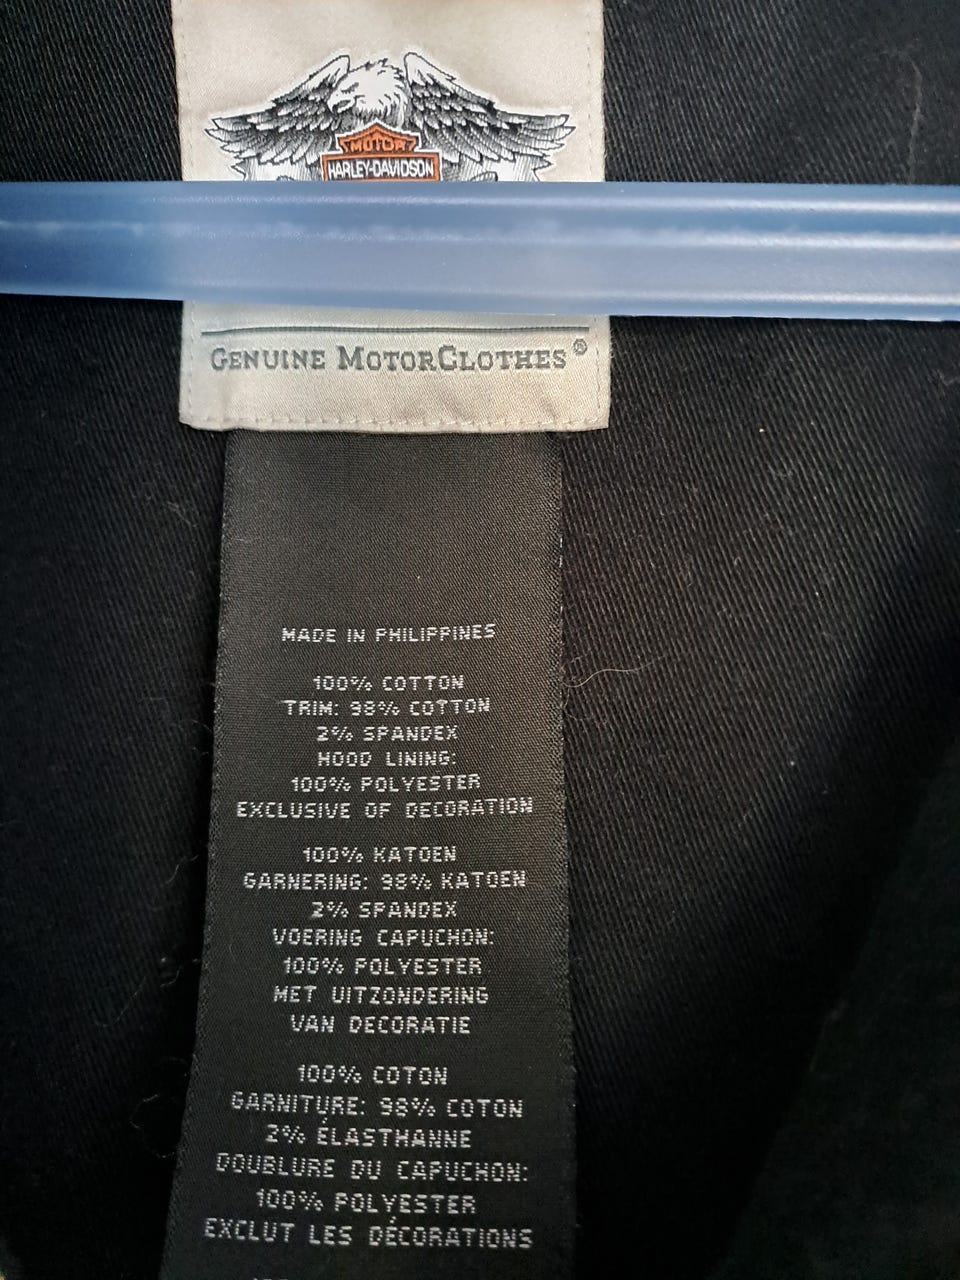 MOTOR
HARLEY-DAVIDSON
GENUINE MOTORCLOTHES®
MADE IN PHILIPPINES
100% COTTON
TRIM: 98% COTTON
2% SPANDEX
HOOD LINING:
100% POLYESTER
EXCLUSIVE OF DECORATION
100% KATOEN
GARNERING: 98% KATOEN
2% SPANDEX
VOERING CAPUCHON:
100% POLYESTER
MET UITZONDERING
VAN DECORATIE
100% COTON
GARNITURE: 98% COTON
2% ÉLASTHANNE
DOUBLURE DU CAPUCHON:
100% POLYESTER
EXCLUT LES DÉCORATIONS